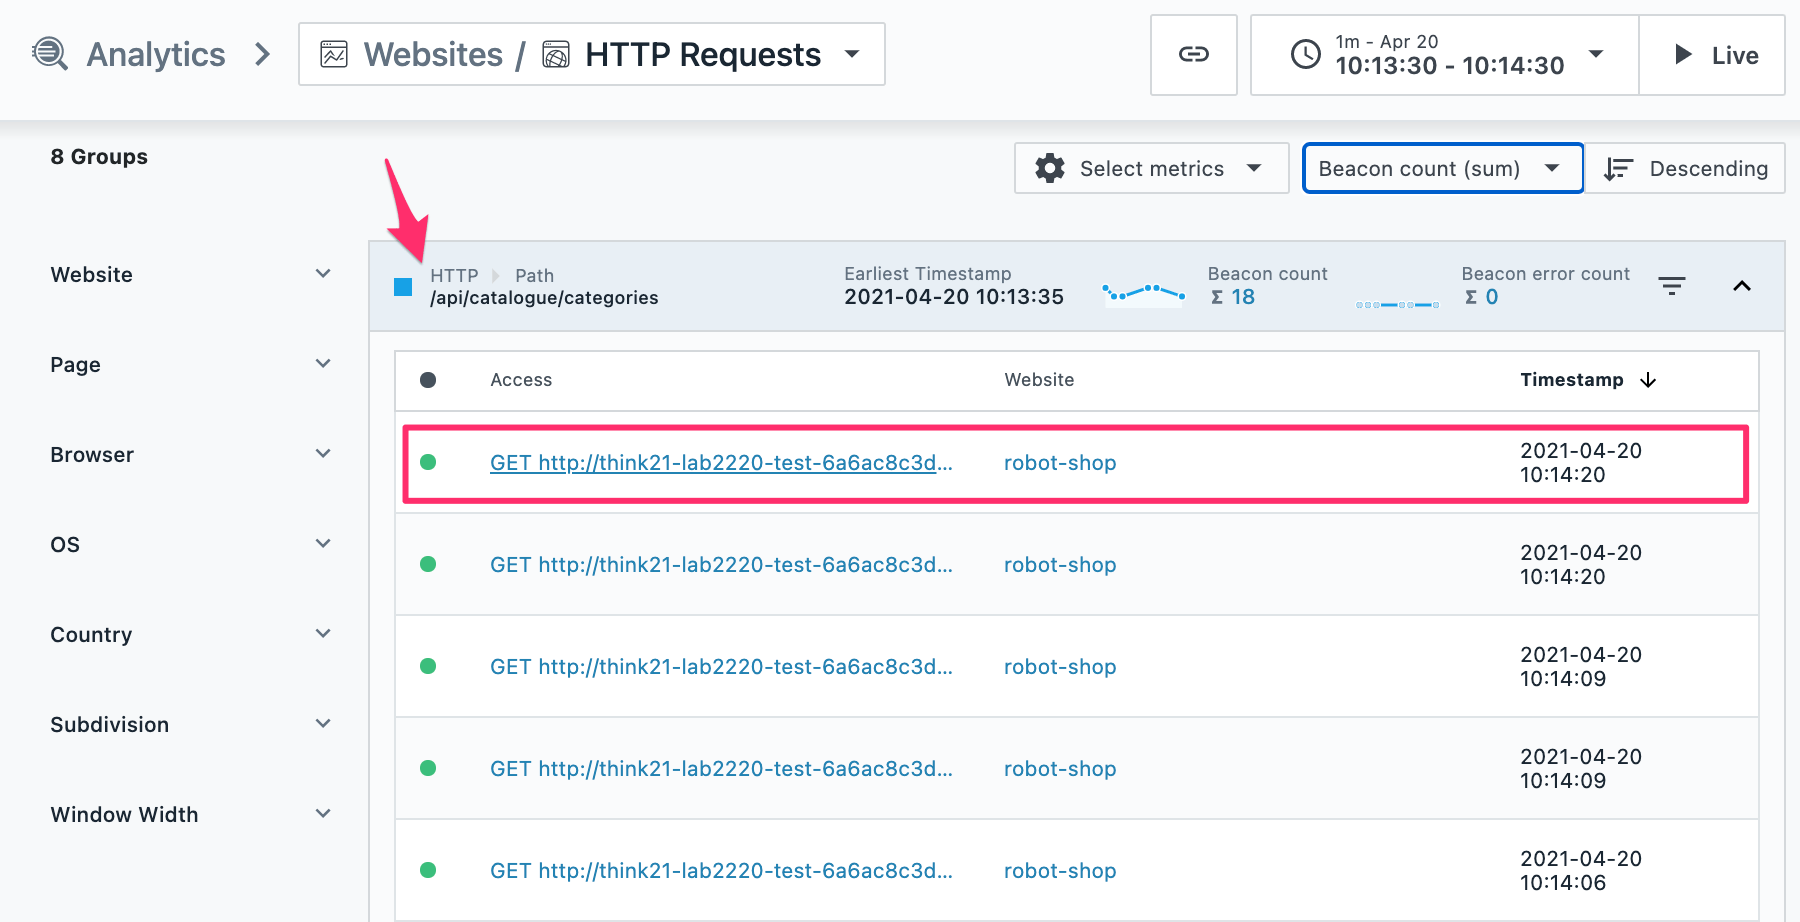 Analytics
Websites / HTTP Requests
1m - Apr 20
10:13:30 - 10:14:30
Live
8 Groups
Select metrics
Beacon count (sum)
Descending
Website
Page
Browser
OS
Country
Subdivision
Window Width
HTTP Path
/api/catalogue/categories
Earliest Timestamp
2021-04-20 10:13:35
Beacon count
Σ 18
Beacon error count
Σ 0
Access Website Timestamp
GET http://think21-lab2220-test-6a6ac8c3d... robot-shop 2021-04-20
10:14:20
GET http://think21-lab2220-test-6a6ac8c3d... robot-shop 2021-04-20
10:14:20
GET http://think21-lab2220-test-6a6ac8c3d... robot-shop 2021-04-20
10:14:09
GET http://think21-lab2220-test-6a6ac8c3d... robot-shop 2021-04-20
10:14:09
GET http://think21-lab2220-test-6a6ac8c3d... robot-shop 2021-04-20
10:14:06